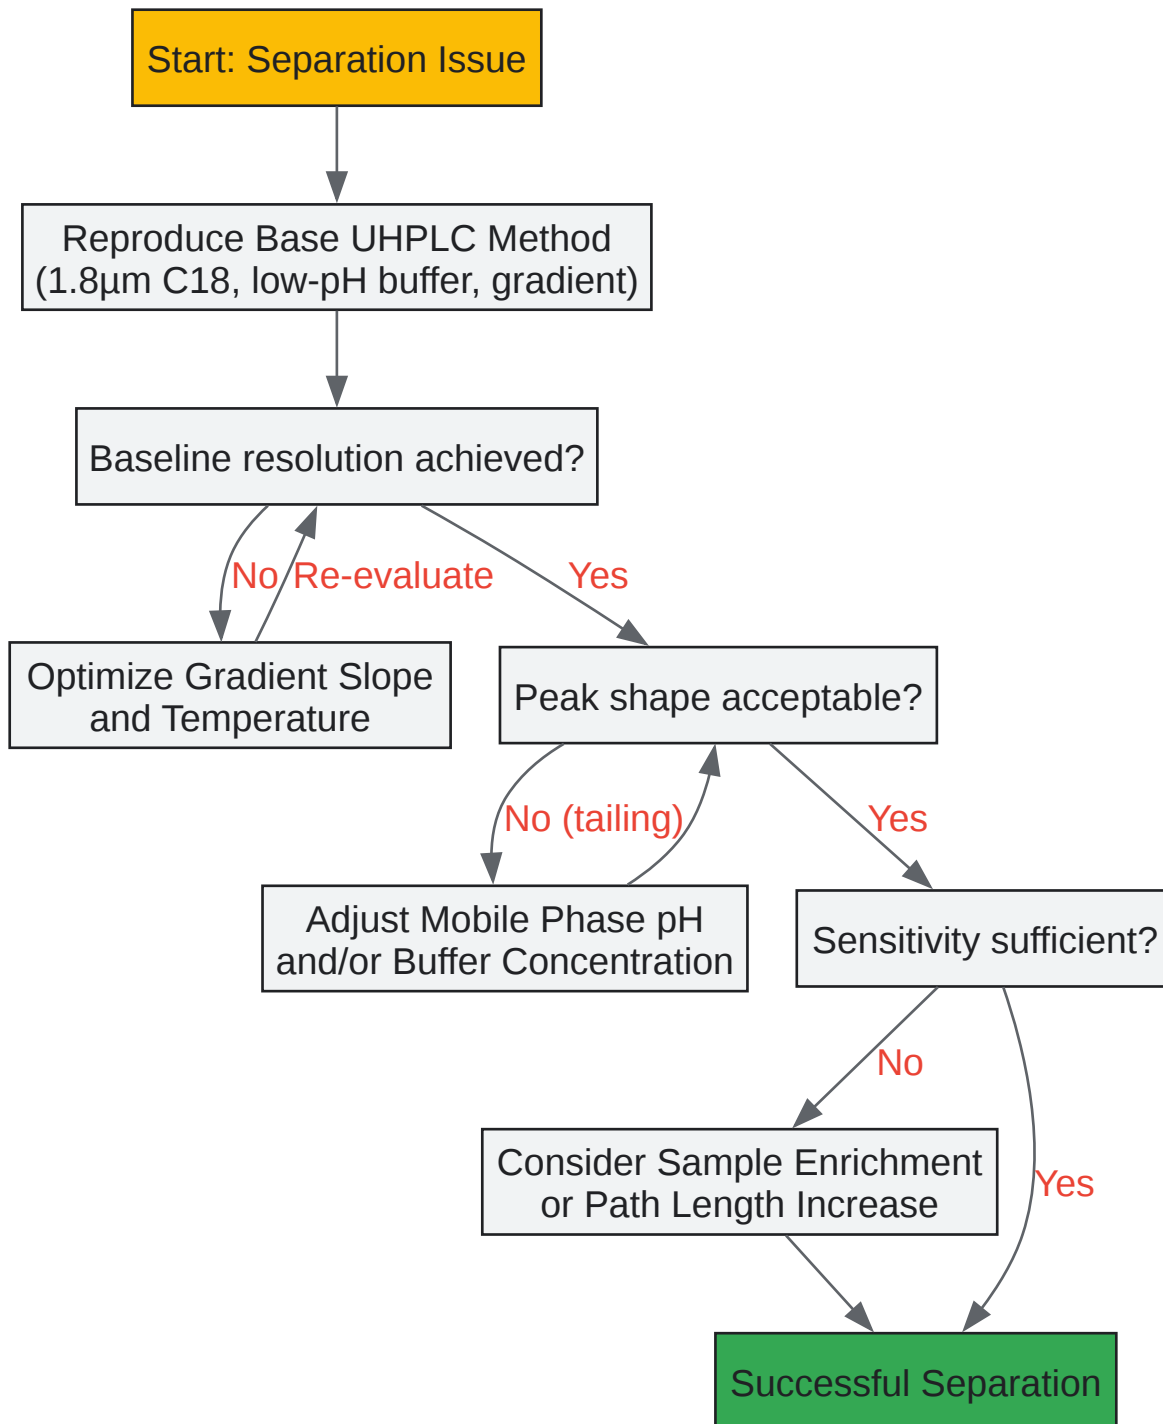 Start: Separation Issue
Reproduce Base UHPLC Method
(1.8µm C18, low-pH buffer, gradient)
Baseline resolution achieved?
No
Re-evaluate
Yes
Optimize Gradient Slope
and Temperature
Peak shape acceptable?
No (tailing)
Yes
Adjust Mobile Phase pH
and/or Buffer Concentration
Sensitivity sufficient?
No
Consider Sample Enrichment
or Path Length Increase
Yes
Successful Separation